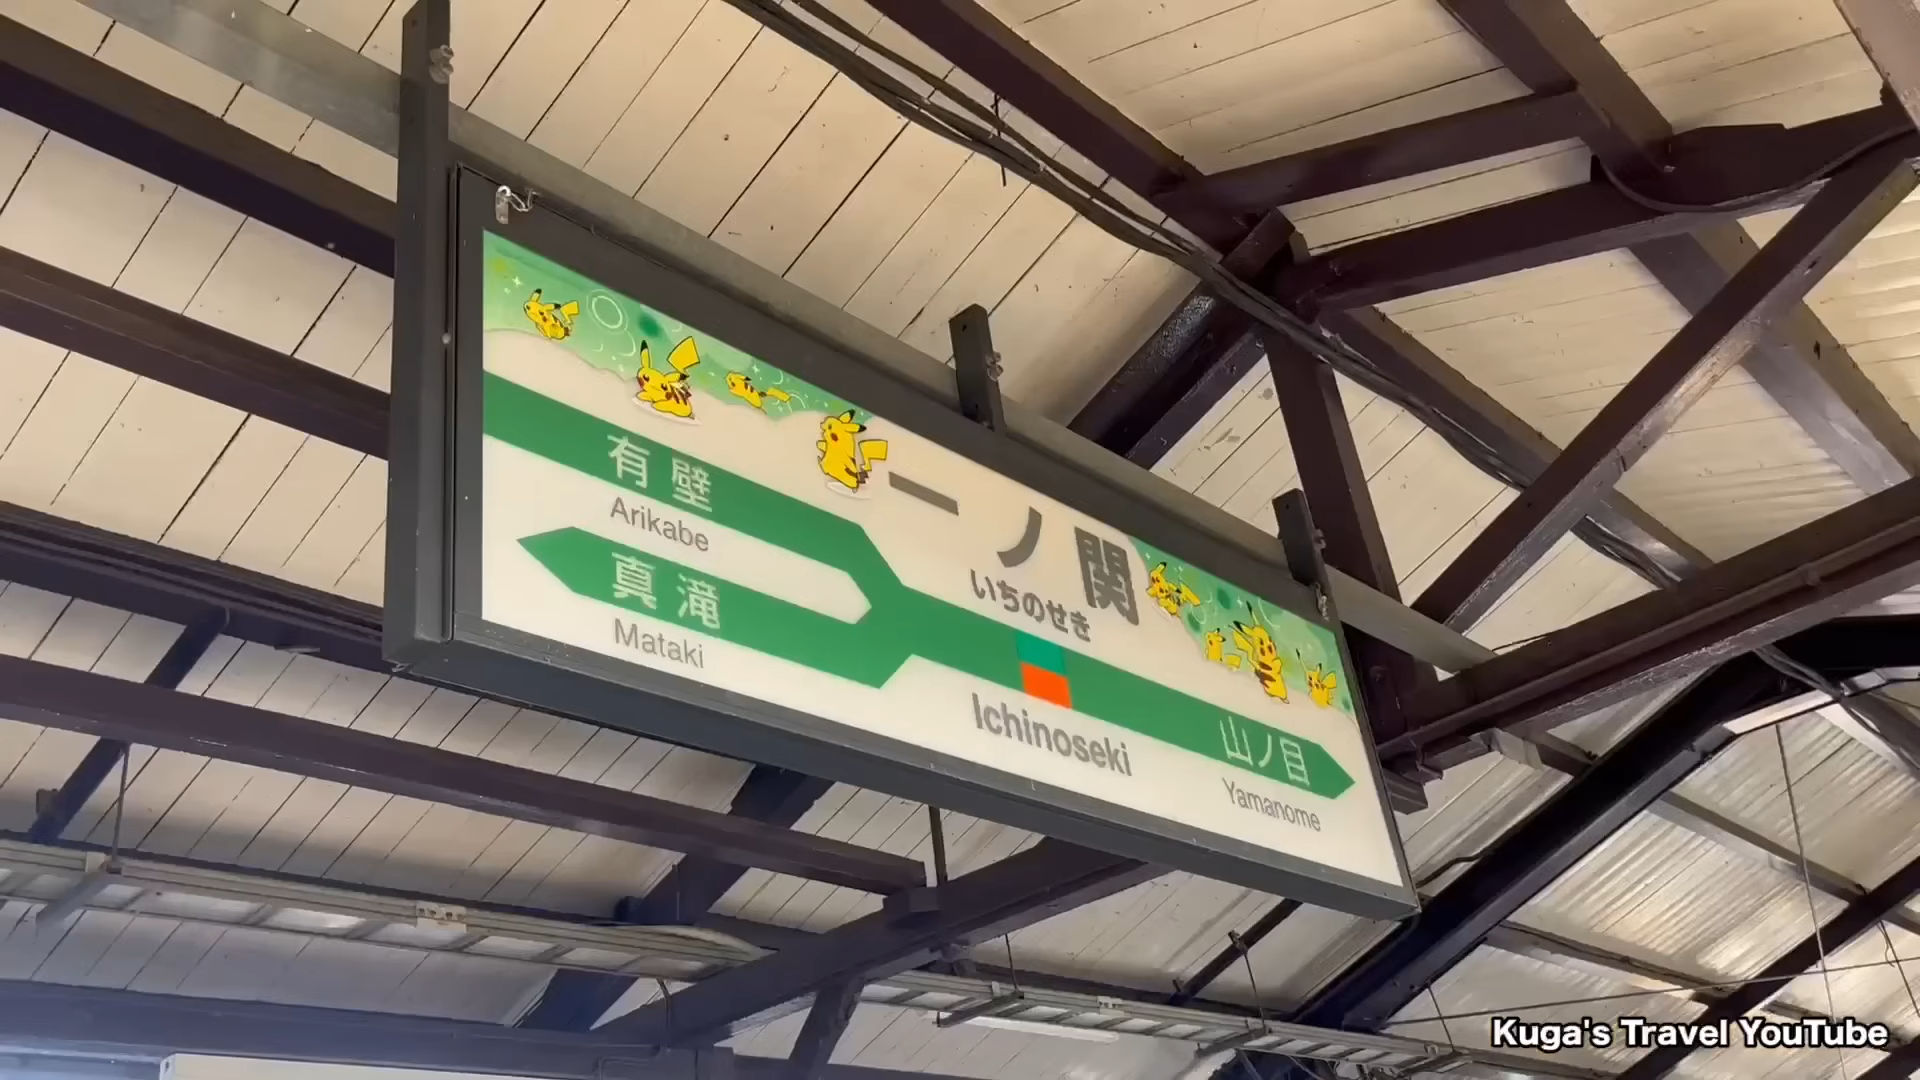 一ノ関
いちのせき
Ichinoseki
有壁
Arikabe
真滝
Mataki
山ノ目
Yamanome
Kuga's Travel YouTube